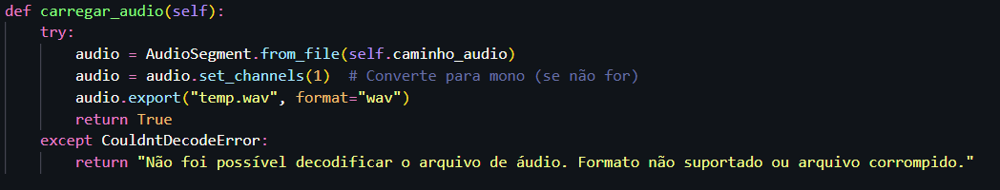 def carregar_audio(self):
    try:
        audio = AudioSegment.from_file(self.caminho_audio)
        audio = audio.set_channels(1)  # Converte para mono (se não for)
        audio.export("temp.wav", format="wav")
        return True
    except CouldntDecodeError:
        return "Não foi possível decodificar o arquivo de áudio. Formato não suportado ou arquivo corrompido."